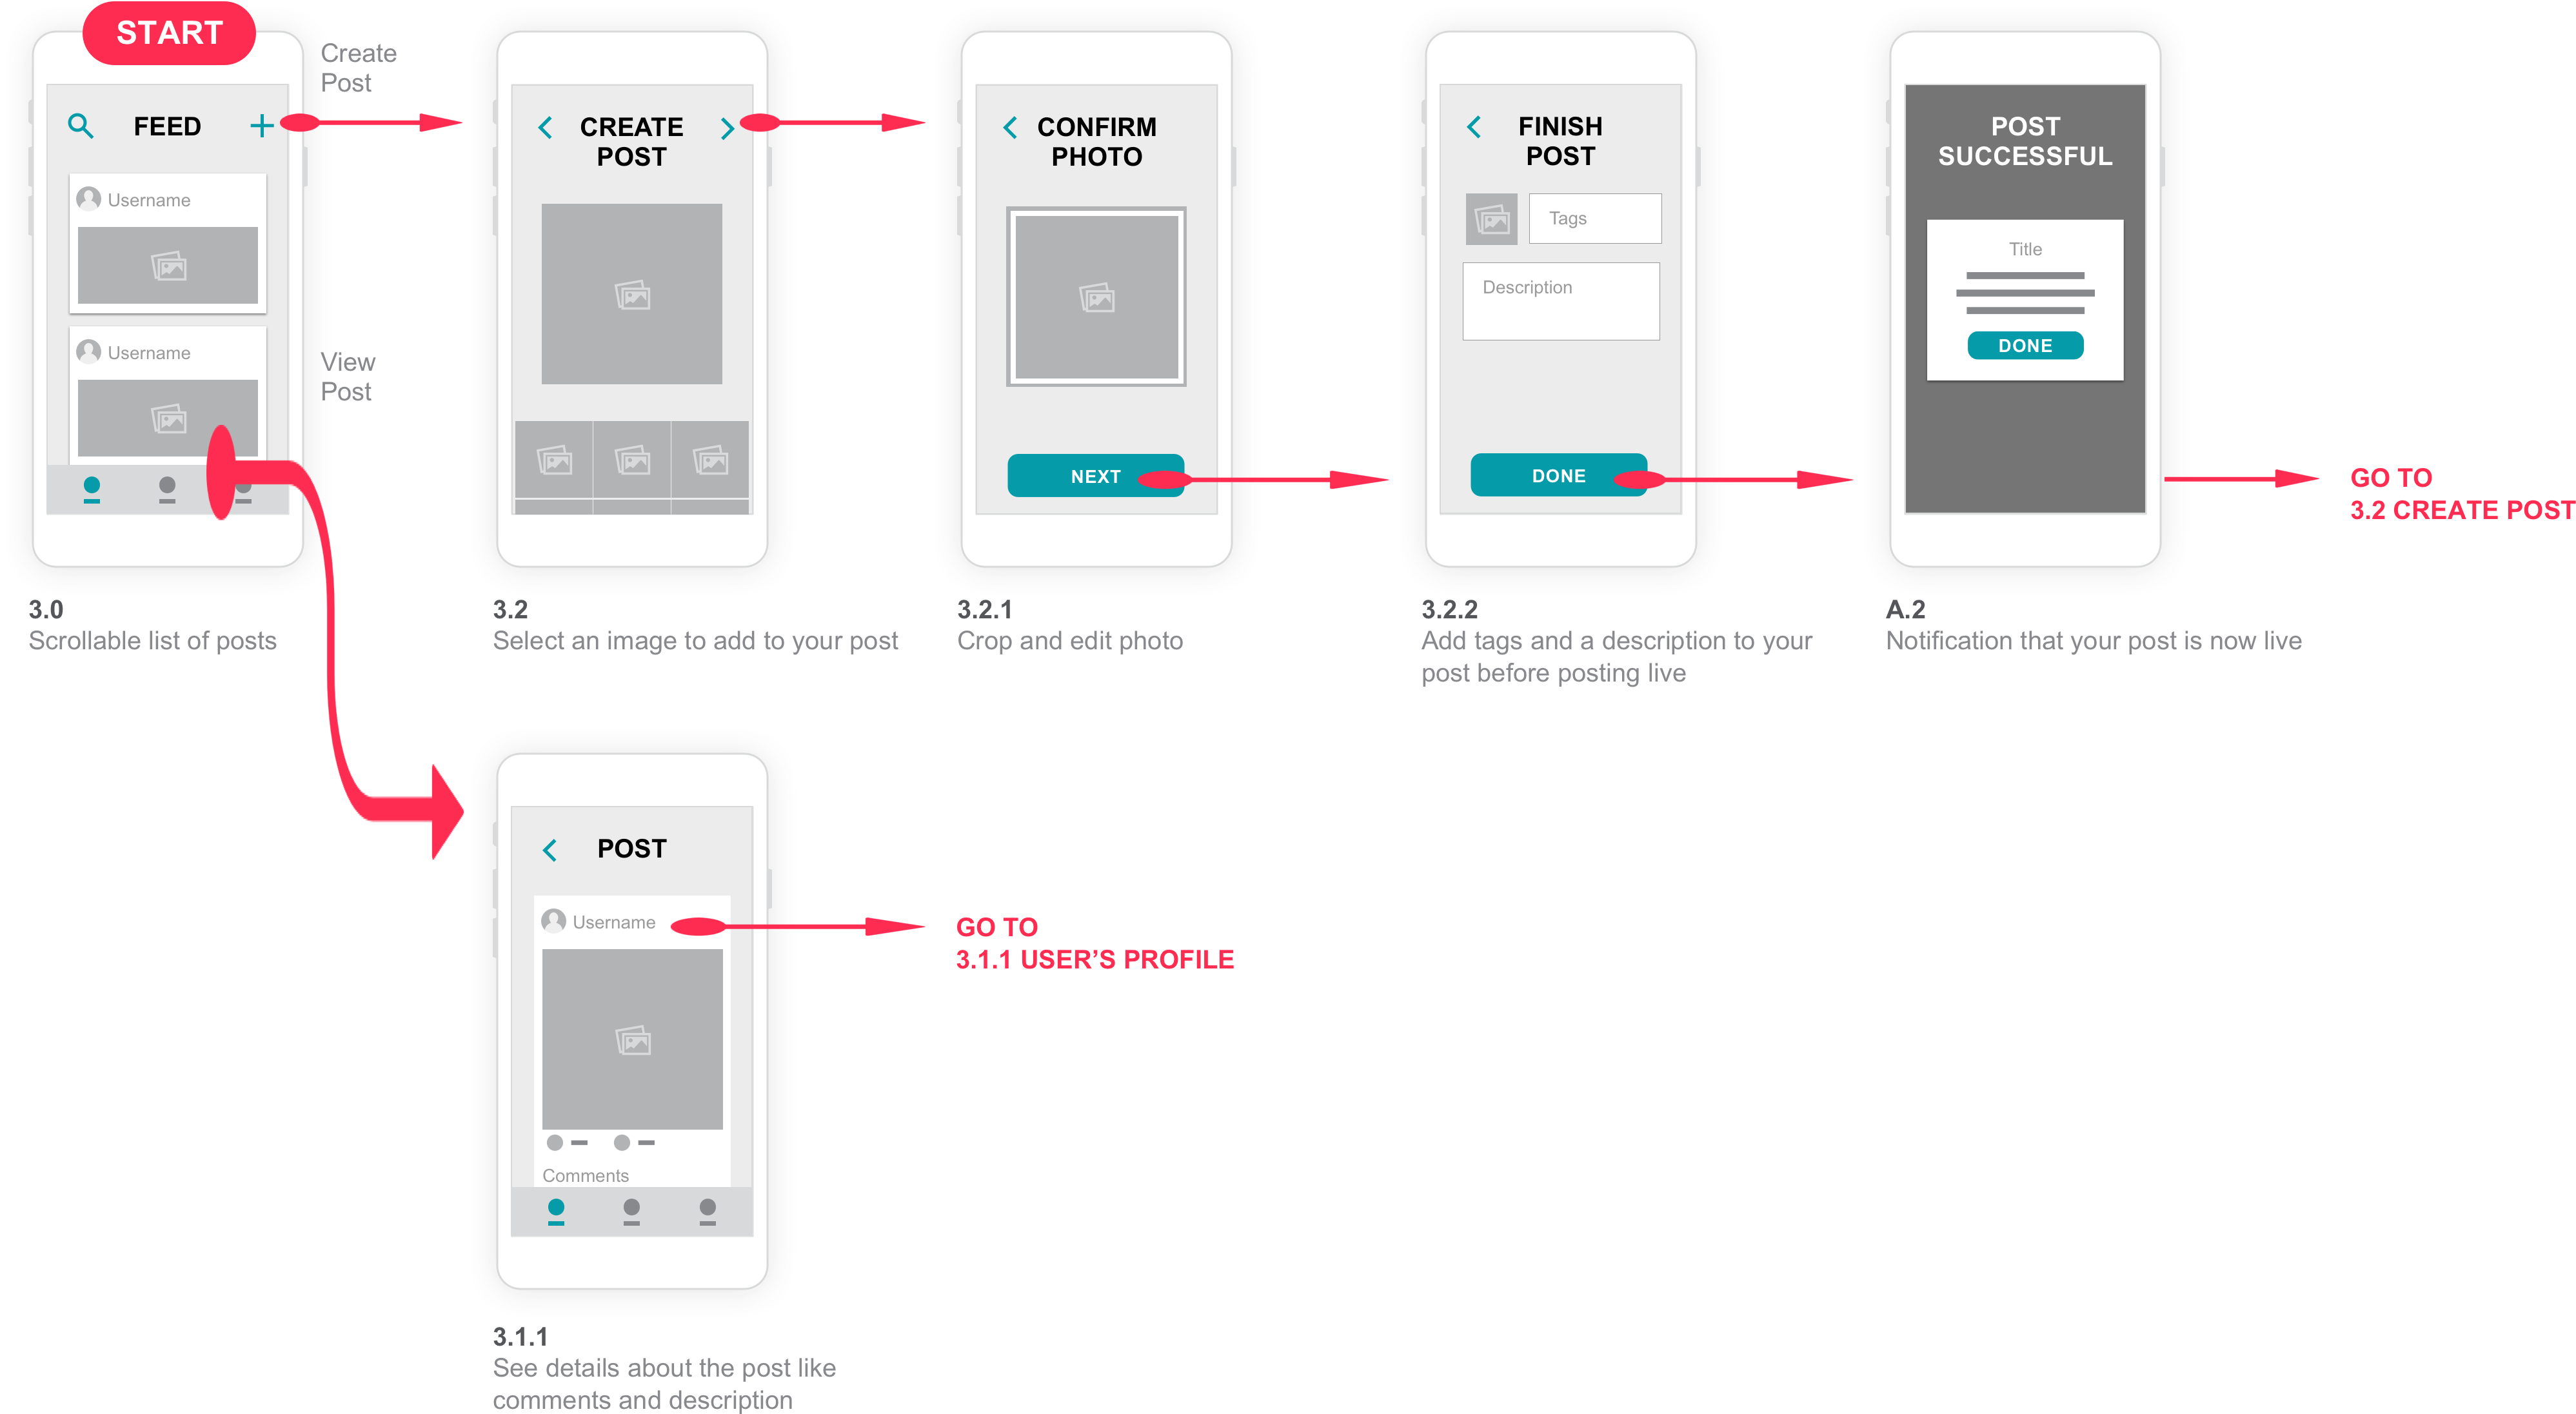 START
FEED
Username
Username
3.0
Scrollable list of posts
Create
Post
View
Post
CREATE
POST
3.2
Select an image to add to your post
CONFIRM
PHOTO
NEXT
3.2.1
Crop and edit photo
FINISH
POST
Tags
Description
DONE
3.2.2
Add tags and a description to your
post before posting live
POST
SUCCESSFUL
Title
DONE
A.2
Notification that your post is now live
GO TO
3.2 CREATE POST
POST
Username
Comments
3.1.1
See details about the post like
comments and description
GO TO
3.1.1 USER’S PROFILE